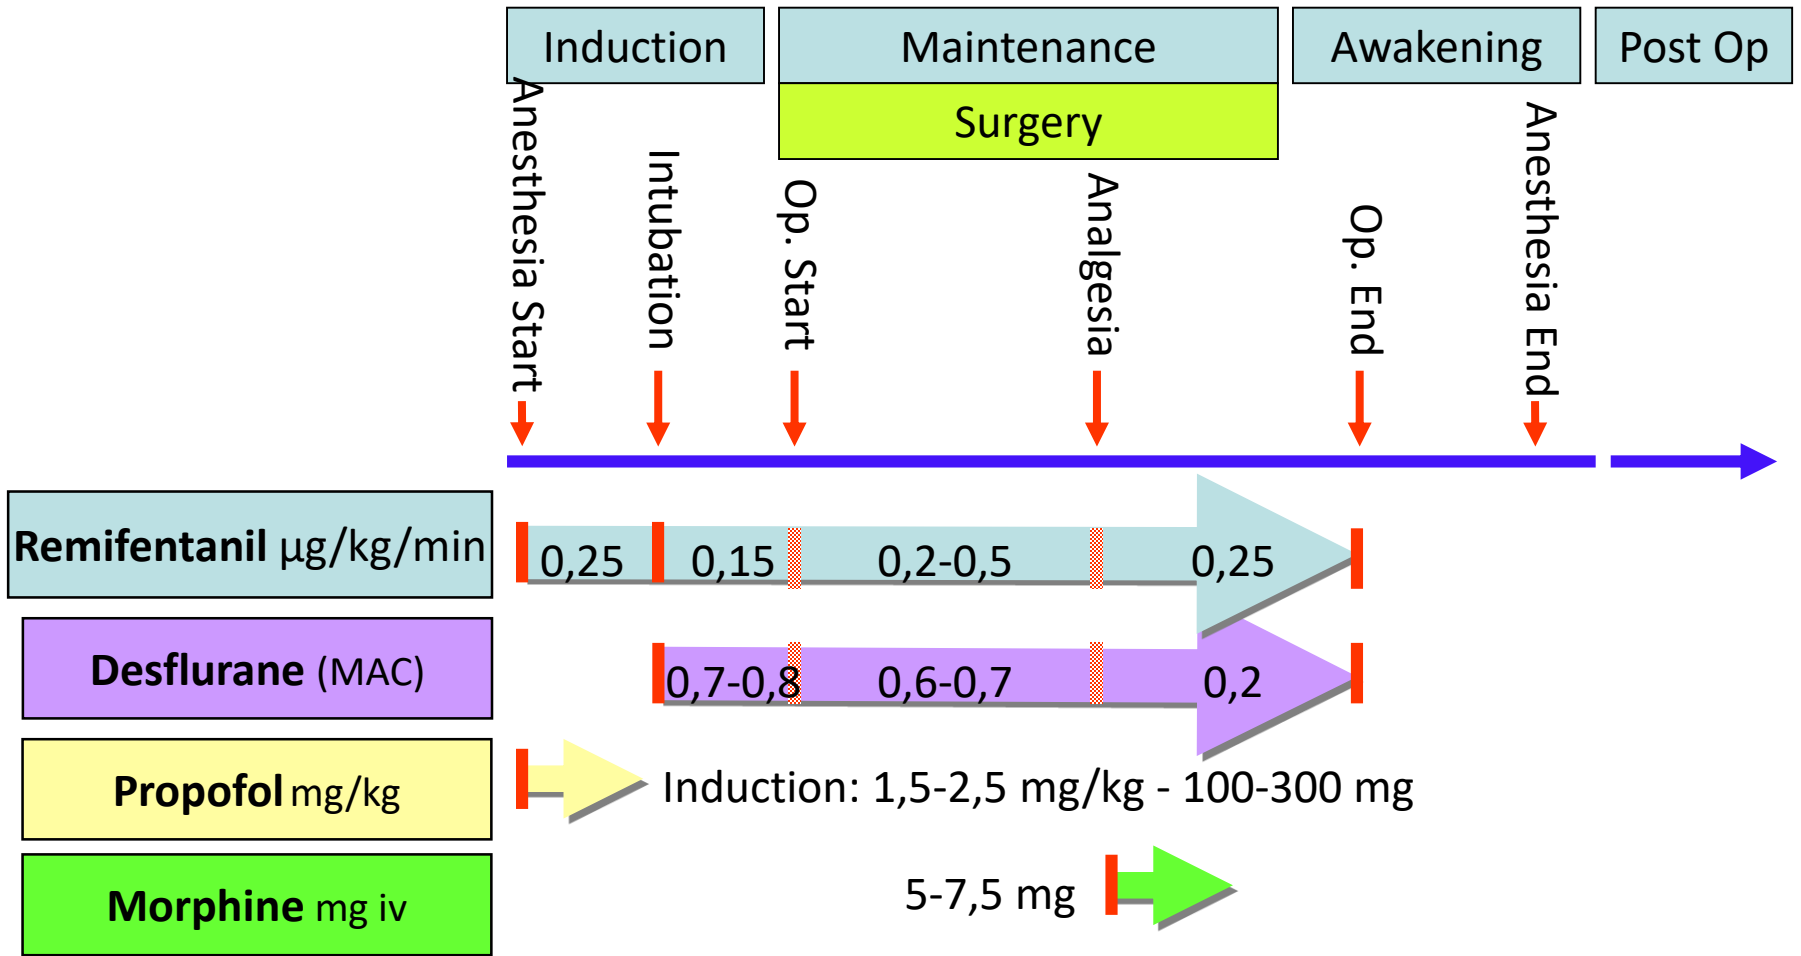 Induction
Maintenance
Awakening
Post Op
Surgery
Anesthesia Start
Intubation
Op. Start
Analgesia
Op. End
Anesthesia End
Remifentanil µg/kg/min
0,25
0,15
0,2-0,5
0,25
Desflurane (MAC)
0,7-0,8
0,6-0,7
0,2
Propofol mg/kg
Induction: 1,5-2,5 mg/kg - 100-300 mg
Morphine mg iv
5-7,5 mg